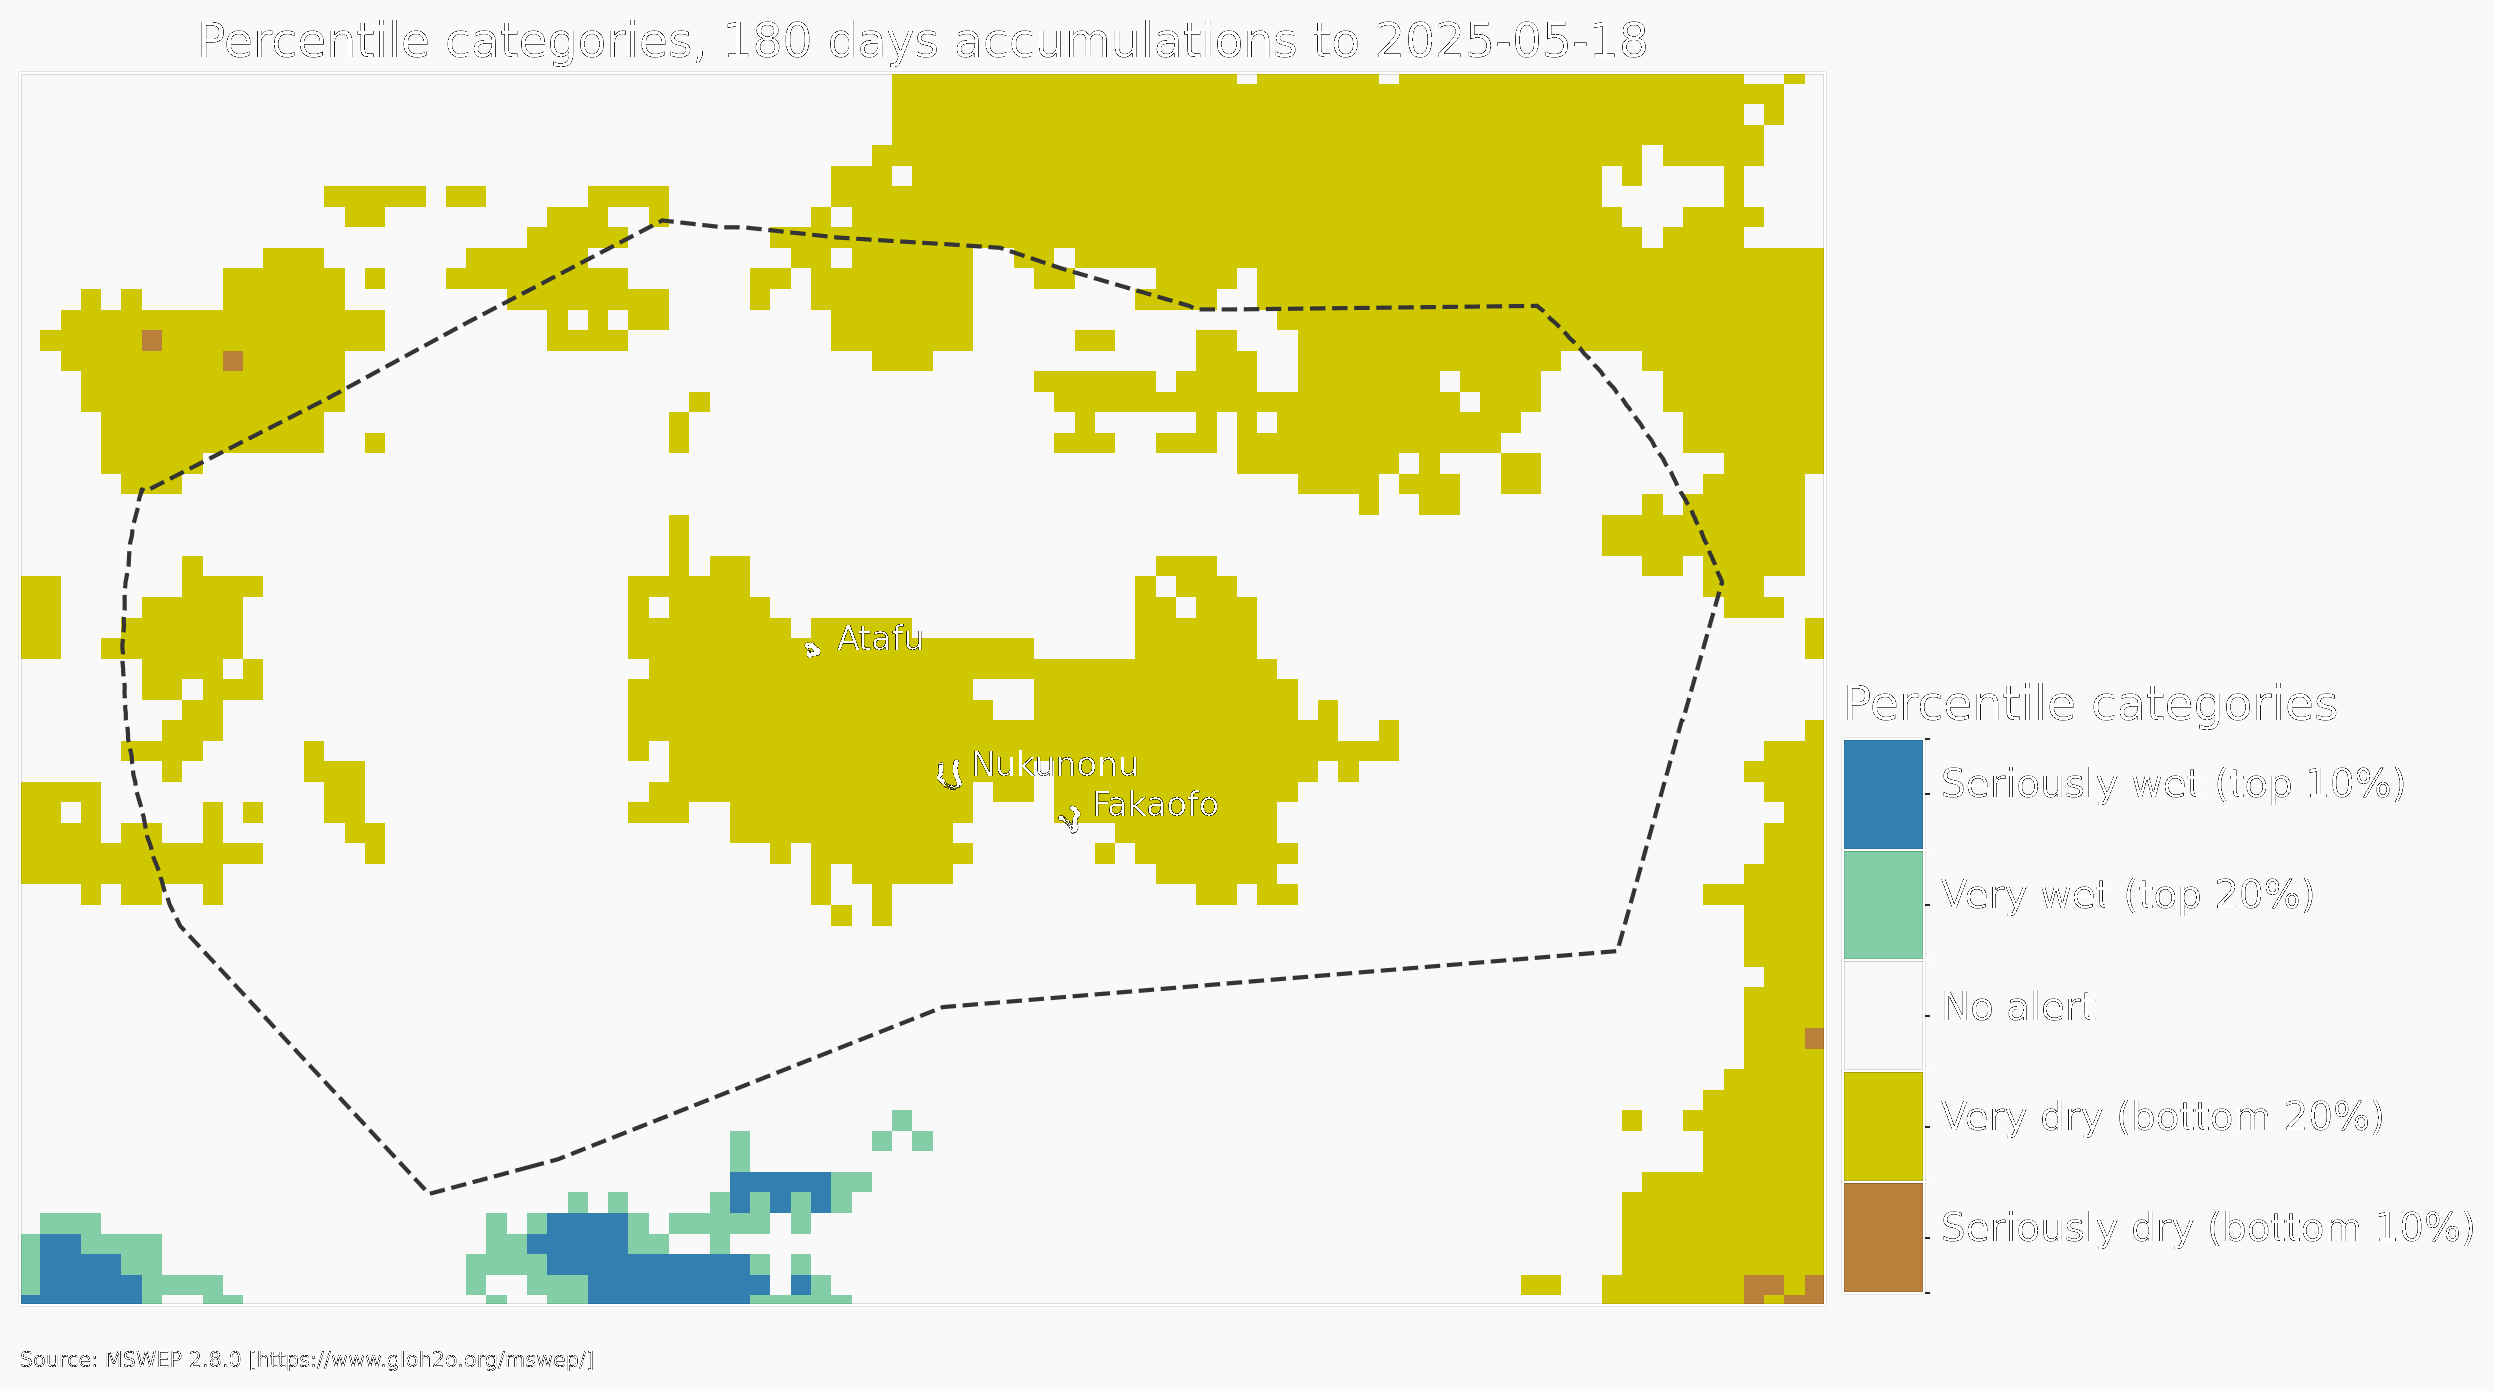 Percentile categories, 180 days accumulations to 2025-05-18
Atafu
Nukunonu
Fakaofo
Percentile categories
Seriously wet (top 10%)
Very wet (top 20%)
No alert
Very dry (bottom 20%)
Seriously dry (bottom 10%)
Source: MSWEP 2.8.0 [https://www.gloh2o.org/mswep/]